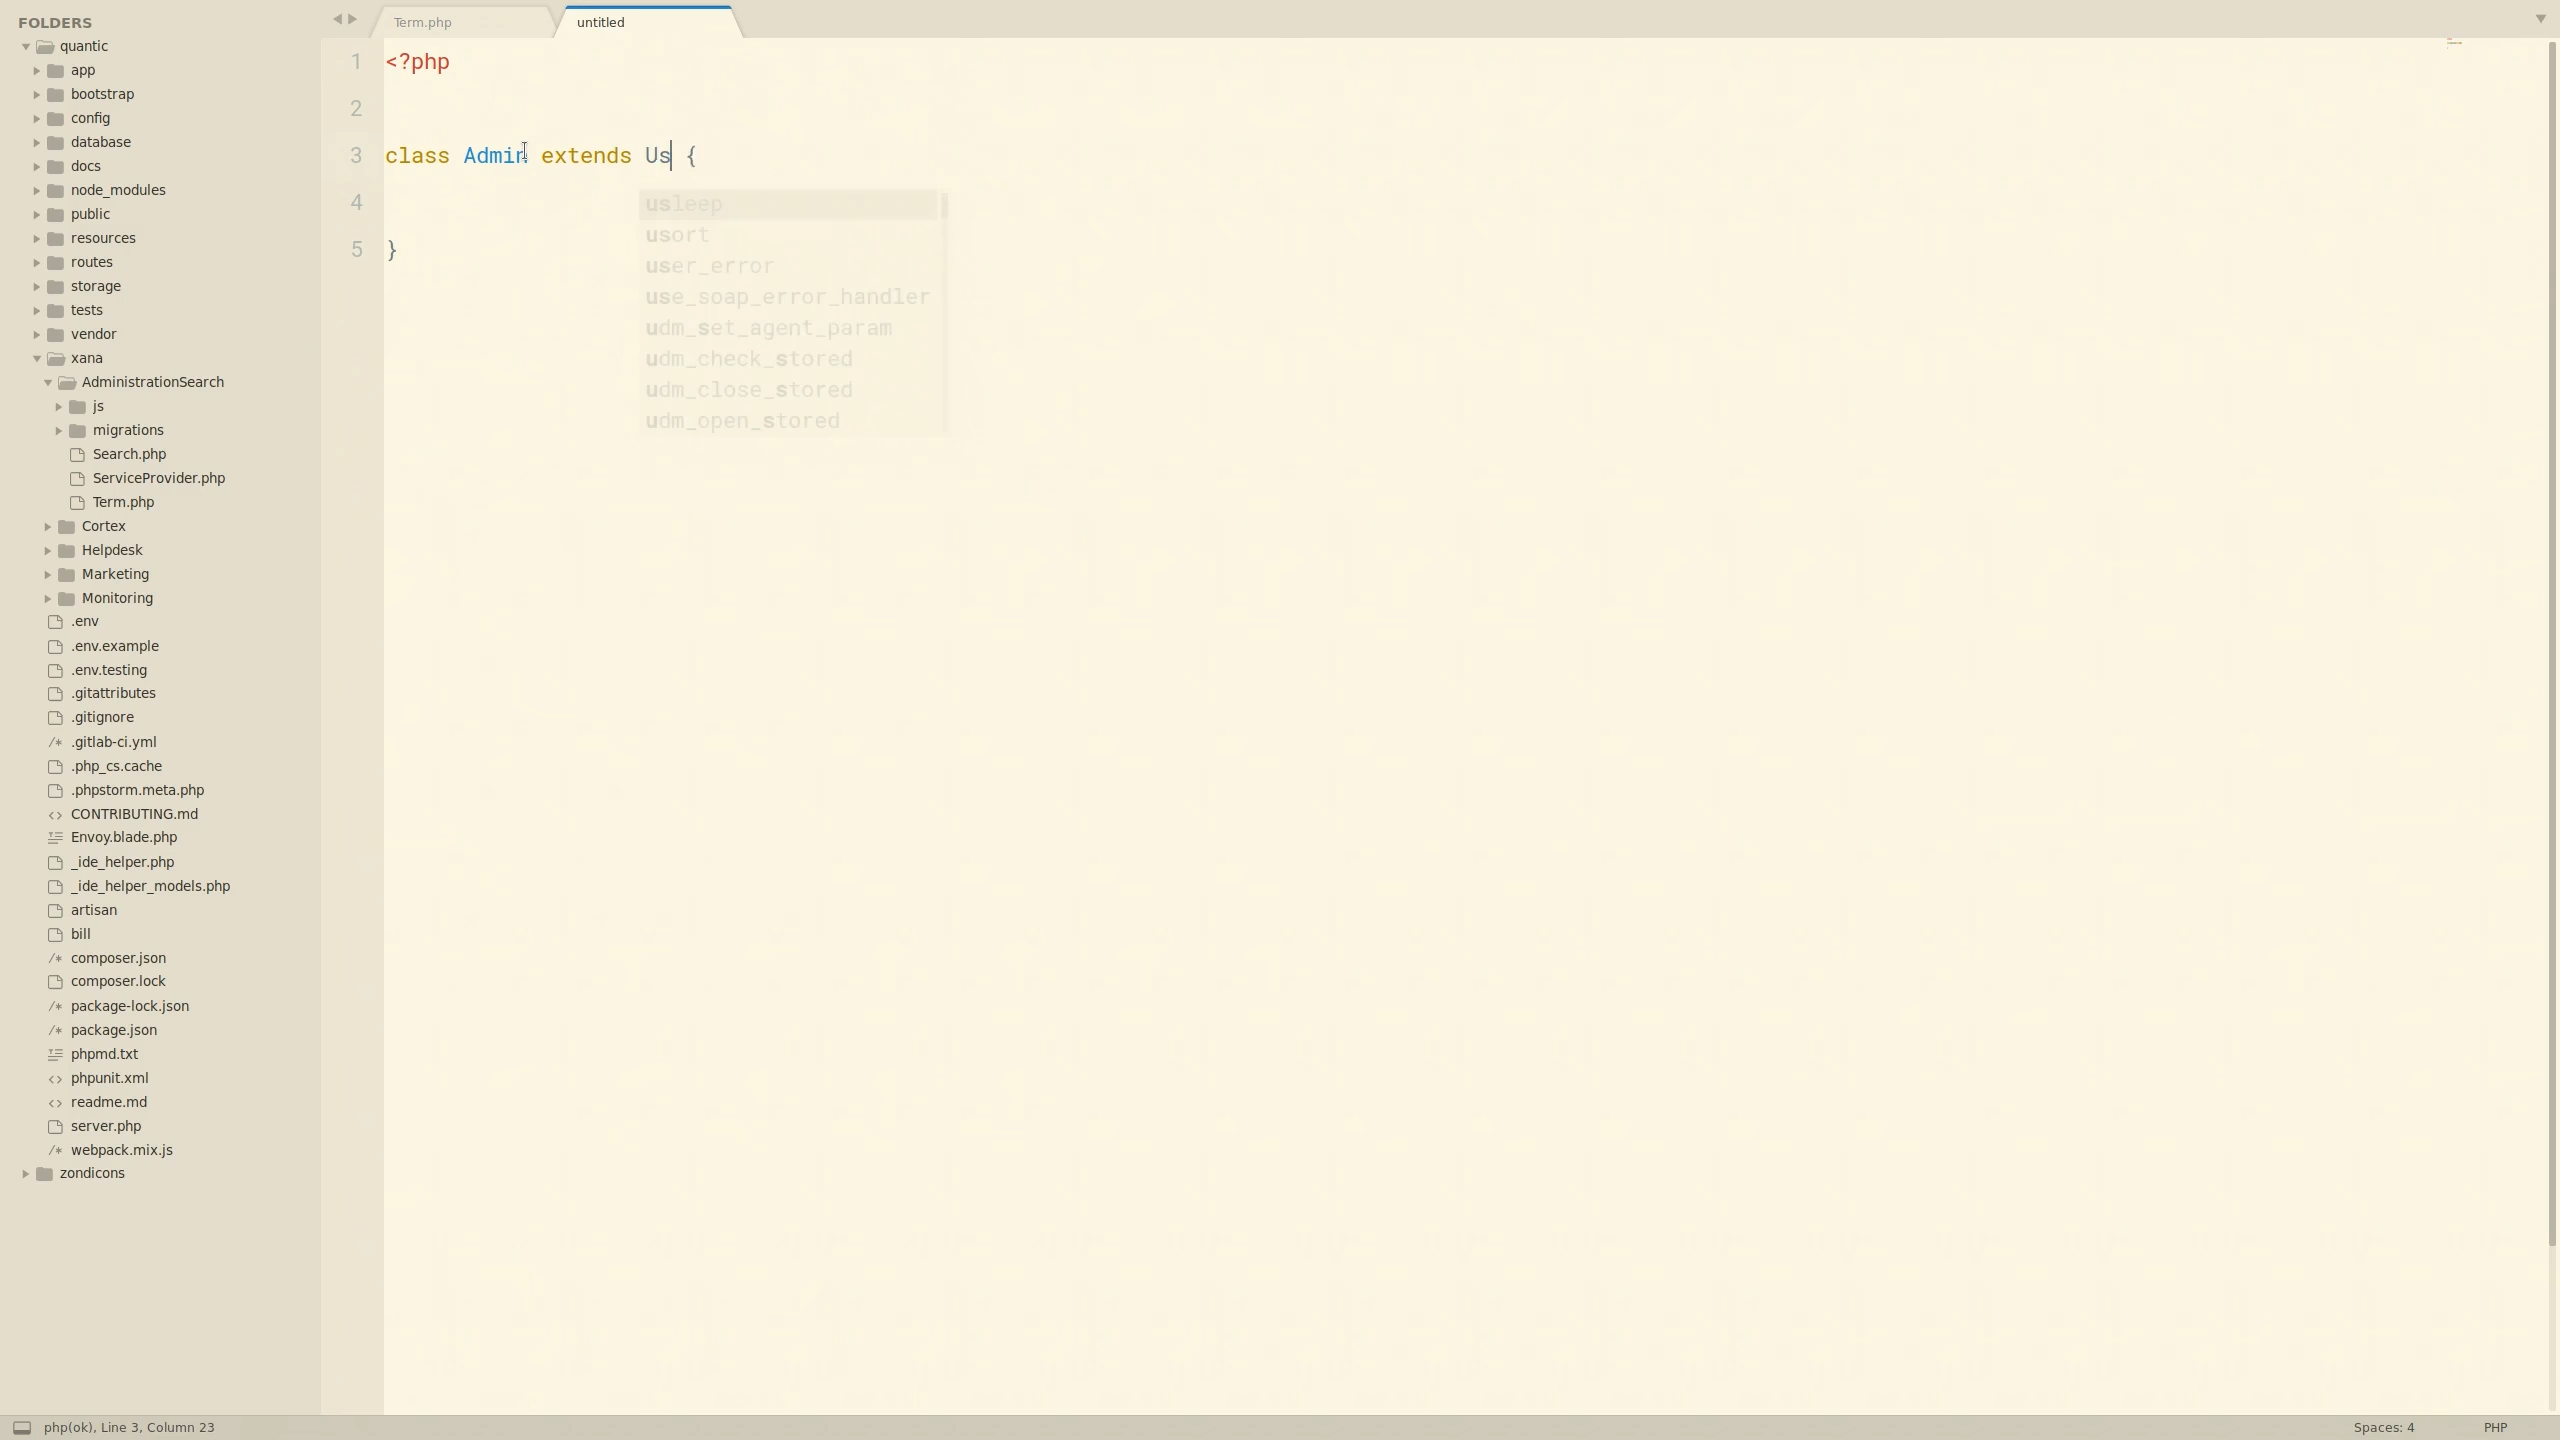 FOLDERS
quantic
app
bootstrap
config
database
docs
node_modules
public
resources
routes
storage
tests
vendor
xana
AdministrationSearch
js
migrations
Search.php
ServiceProvider.php
Term.php
Cortex
Helpdesk
Marketing
Monitoring
.env
.env.example
.env.testing
.gitattributes
.gitignore
/* .gitlab-ci.yml
.php_cs.cache
.phpstorm.meta.php
<> CONTRIBUTING.md
Envoy.blade.php
_ide_helper.php
_ide_helper_models.php
artisan
bill
/* composer.json
composer.lock
/* package-lock.json
/* package.json
phpmd.txt
<> phpunit.xml
<> readme.md
server.php
/* webpack.mix.js
zondicons
Term.php
untitled
1 <?php
2
3 class Admin extends Us {
4
5 }
usleep
usort
user_error
use_soap_error_handler
udm_set_agent_param
udm_check_stored
udm_close_stored
udm_open_stored
php(ok), Line 3, Column 23
Spaces: 4
PHP